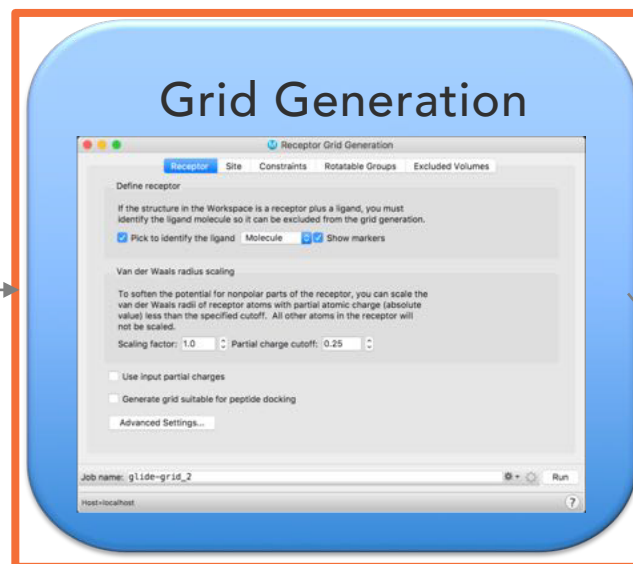 Grid Generation
Receptor Grid Generation
Receptor Site Constraints Rotatable Groups Excluded Volumes
Define receptor
If the structure in the Workspace is a receptor plus a ligand, you must
identify the ligand molecule so it can be excluded from the grid generation.
Pick to identify the ligand Molecule Show markers
Van der Waals radius scaling
To soften the potential for nonpolar parts of the receptor, you can scale the
van der Waals radii of receptor atoms with partial atomic charge (absolute
value) less than the specified cutoff. All other atoms in the receptor will
not be scaled.
Scaling factor: 1.0 Partial charge cutoff: 0.25
Use input partial charges
Generate grid suitable for peptide docking
Advanced Settings...
Job name: glide-grid_2 Run
Host=localhost ?